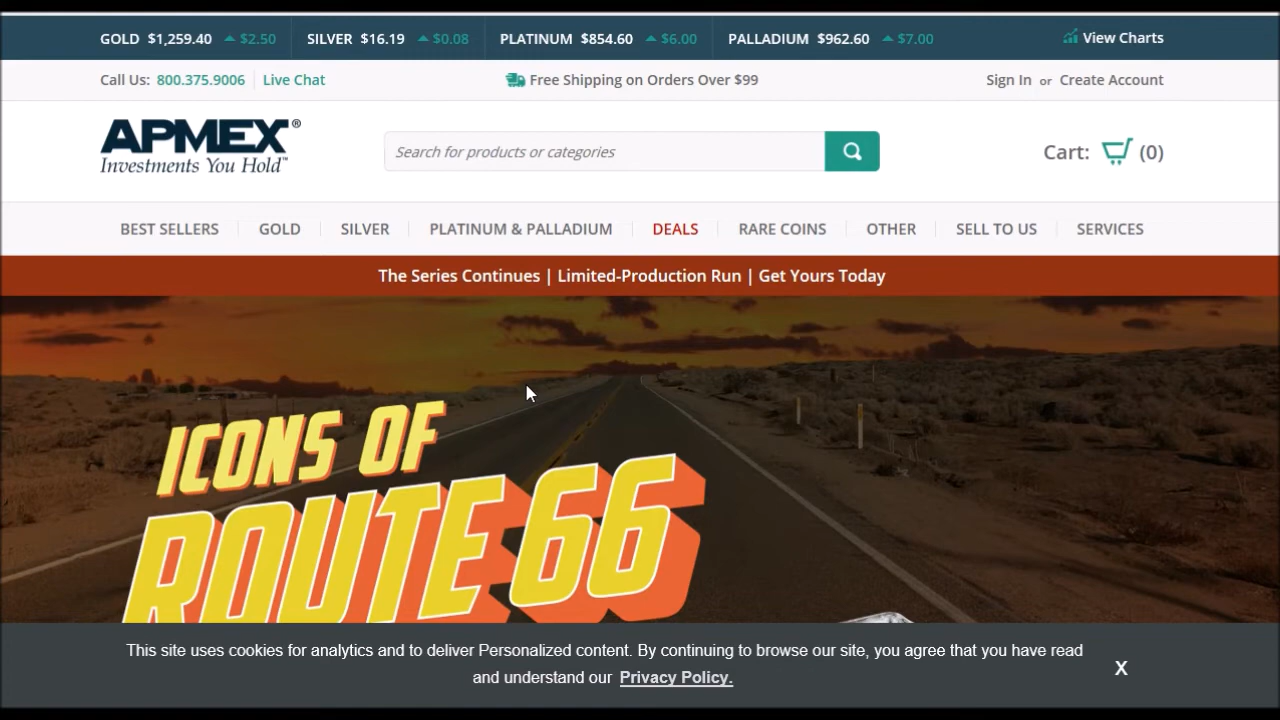 GOLD $1,259.40 $2.50 SILVER $16.19 $0.08 PLATINUM $854.60 $6.00 PALLADIUM $962.60 $7.00 View Charts
Call Us: 800.375.9006 Live Chat Free Shipping on Orders Over $99 Sign In or Create Account
APMEX®
Investments You Hold™
Search for products or categories
Cart: (0)
BEST SELLERS GOLD SILVER PLATINUM & PALLADIUM DEALS RARE COINS OTHER SELL TO US SERVICES
The Series Continues | Limited-Production Run | Get Yours Today
ICONS OF
ROUTE 66
This site uses cookies for analytics and to deliver Personalized content. By continuing to browse our site, you agree that you have read
and understand our Privacy Policy.
X